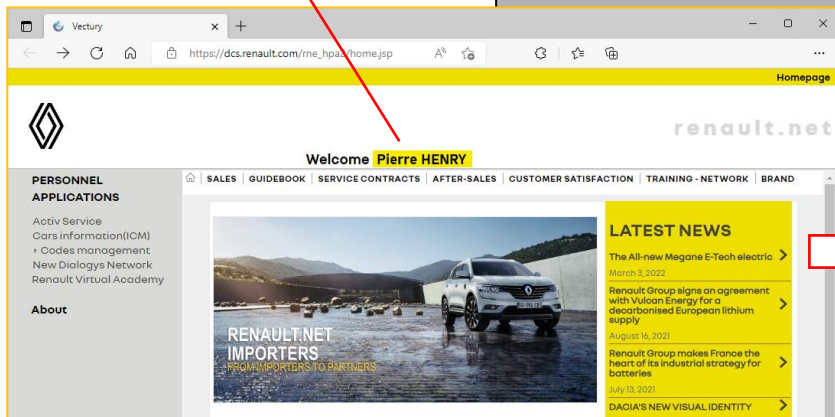 Vectury
https://dcs.renault.com/rne_hpa2/home.jsp
Homepage
renault.net
Welcome Pierre HENRY
PERSONNEL
APPLICATIONS
Activ Service
Cars information(ICM)
Codes management
New Dialogys Network
Renault Virtual Academy
About
SALES GUIDEBOOK SERVICE CONTRACTS AFTER-SALES CUSTOMER SATISFACTION TRAINING - NETWORK BRAND
RENAULT.NET
IMPORTERS
FROM IMPORTERS TO PARTNERS
LATEST NEWS
The All-new Megane E-Tech electric
March 3, 2022
Renault Group signs an agreement
with Vulcan Energy for a
decarbonised European lithium
supply
August 16, 2021
Renault Group makes France the
heart of its industrial strategy for
batteries
July 13, 2021
DACIA'S NEW VISUAL IDENTITY